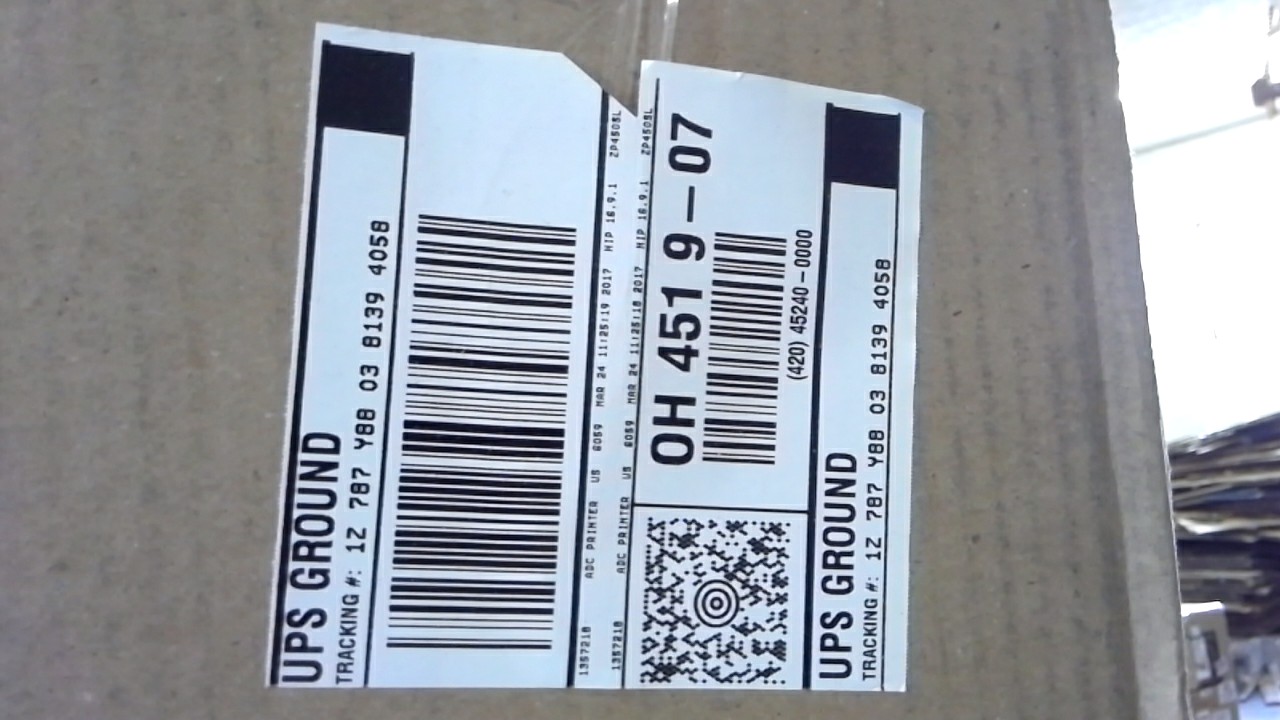 UPS GROUND
TRACKING #: 1Z 787 Y88 03 8139 4058
1357218 ADC PRINTER US 6059 MAR 24 11:25:19 2017 HIP 16.9.1 ZP450SL
1357218 ADC PRINTER US 6059 MAR 24 11:25:18 2017 HIP 16.9.1 ZP450SL
OH 451 9-07
(420) 45240-0000
UPS GROUND
TRACKING #: 1Z 787 Y88 03 8139 4058